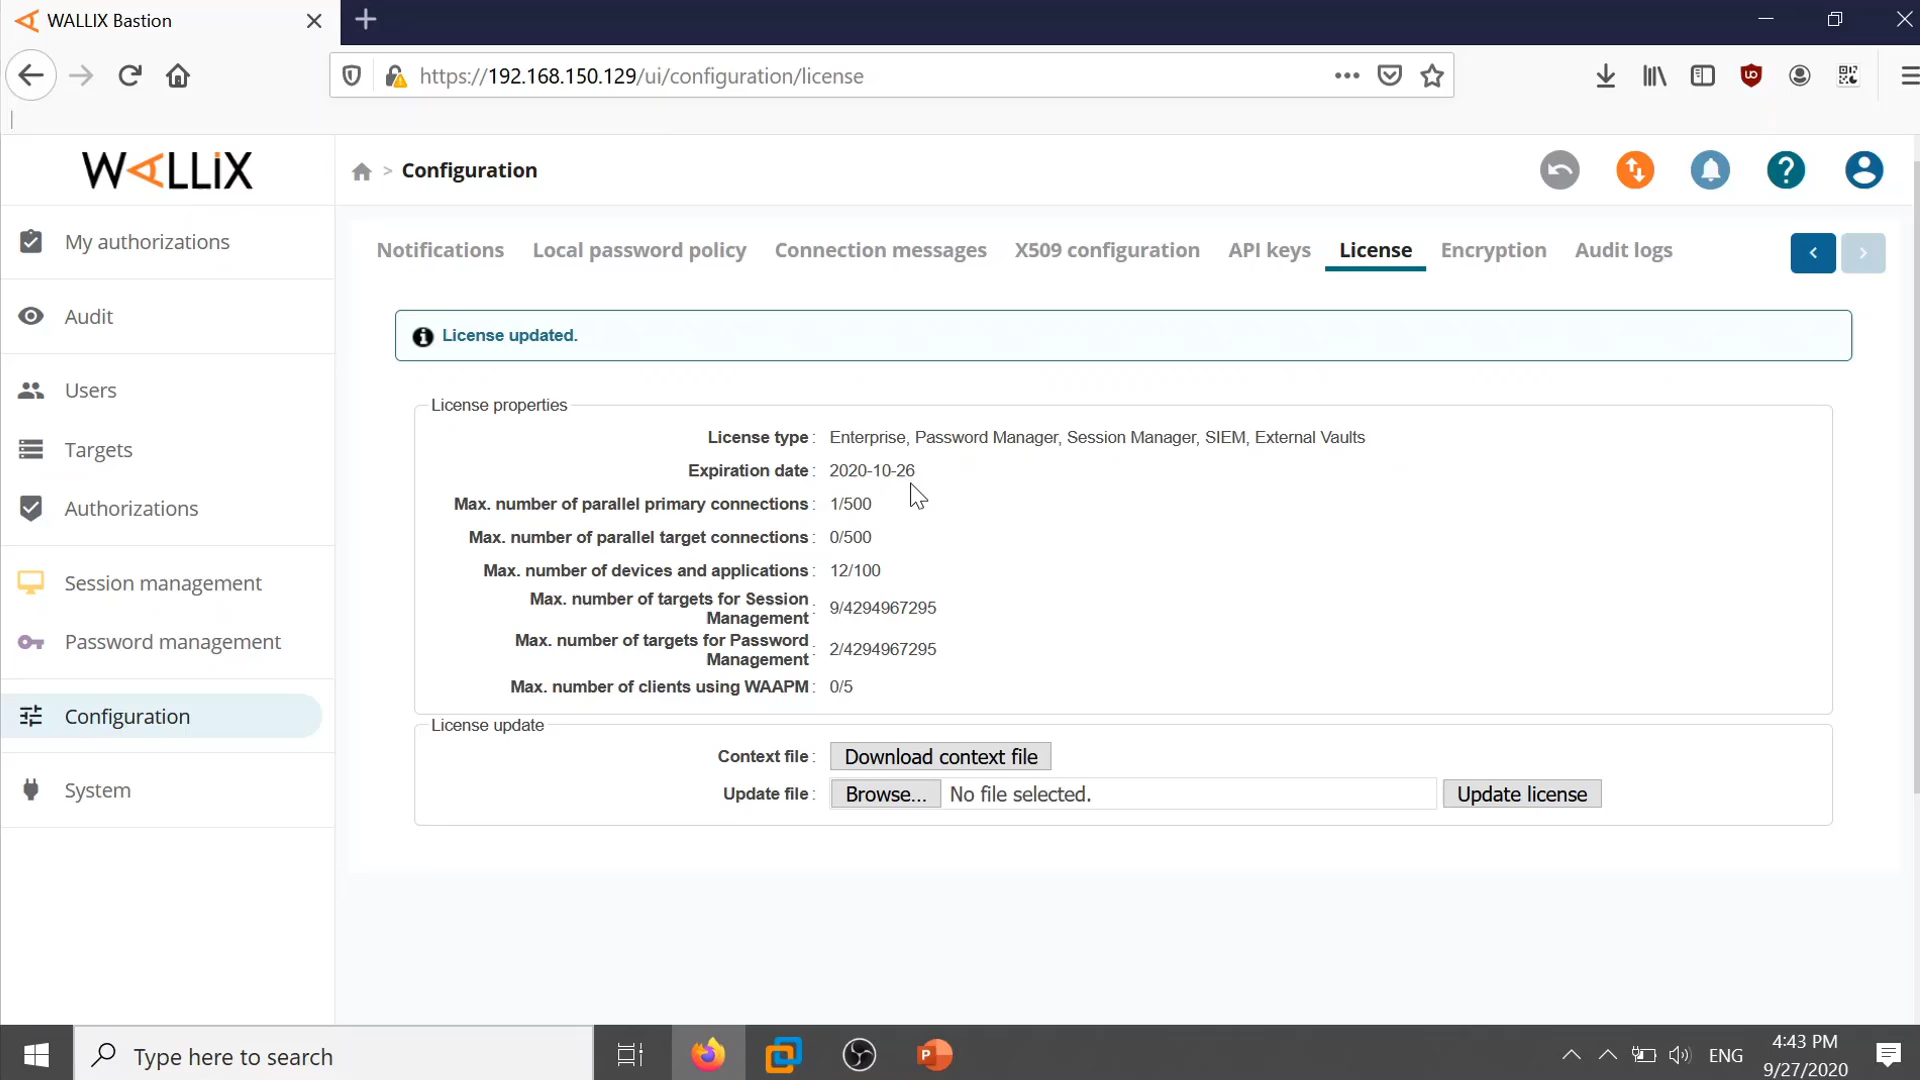 WALLIX Bastion
https://192.168.150.129/ui/configuration/license
WALLiX
> Configuration
My authorizations
Audit
Users
Targets
Authorizations
Session management
Password management
Configuration
System
Notifications Local password policy Connection messages X509 configuration API keys License Encryption Audit logs
License updated.
License properties
License type : Enterprise, Password Manager, Session Manager, SIEM, External Vaults
Expiration date : 2020-10-26
Max. number of parallel primary connections : 1/500
Max. number of parallel target connections : 0/500
Max. number of devices and applications : 12/100
Max. number of targets for Session
Management : 9/4294967295
Max. number of targets for Password
Management : 2/4294967295
Max. number of clients using WAAPM : 0/5
License update
Context file : Download context file
Update file : Browse... No file selected. Update license
Type here to search
ENG
4:43 PM
9/27/2020